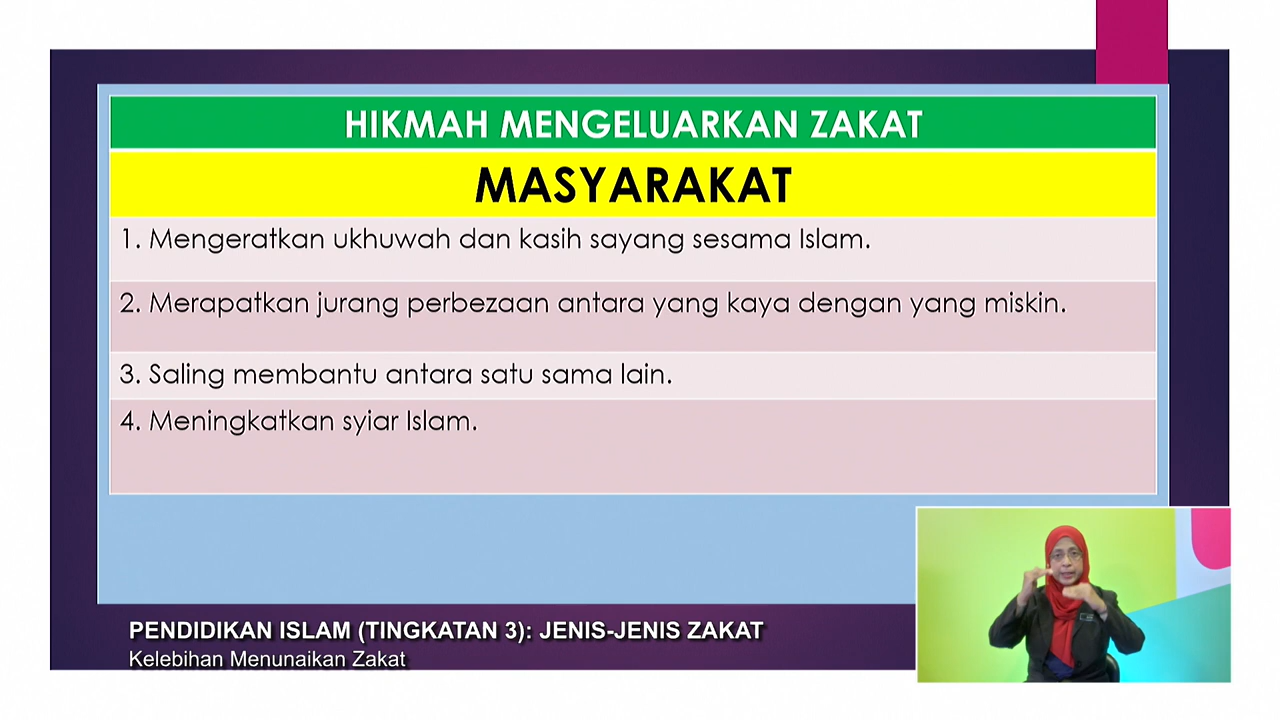 HIKMAH MENGELUARKAN ZAKAT
MASYARAKAT
1. Mengeratkan ukhuwah dan kasih sayang sesama Islam.
2. Merapatkan jurang perbezaan antara yang kaya dengan yang miskin.
3. Saling membantu antara satu sama lain.
4. Meningkatkan syiar Islam.
PENDIDIKAN ISLAM (TINGKATAN 3): JENIS-JENIS ZAKAT
Kelebihan Menunaikan Zakat